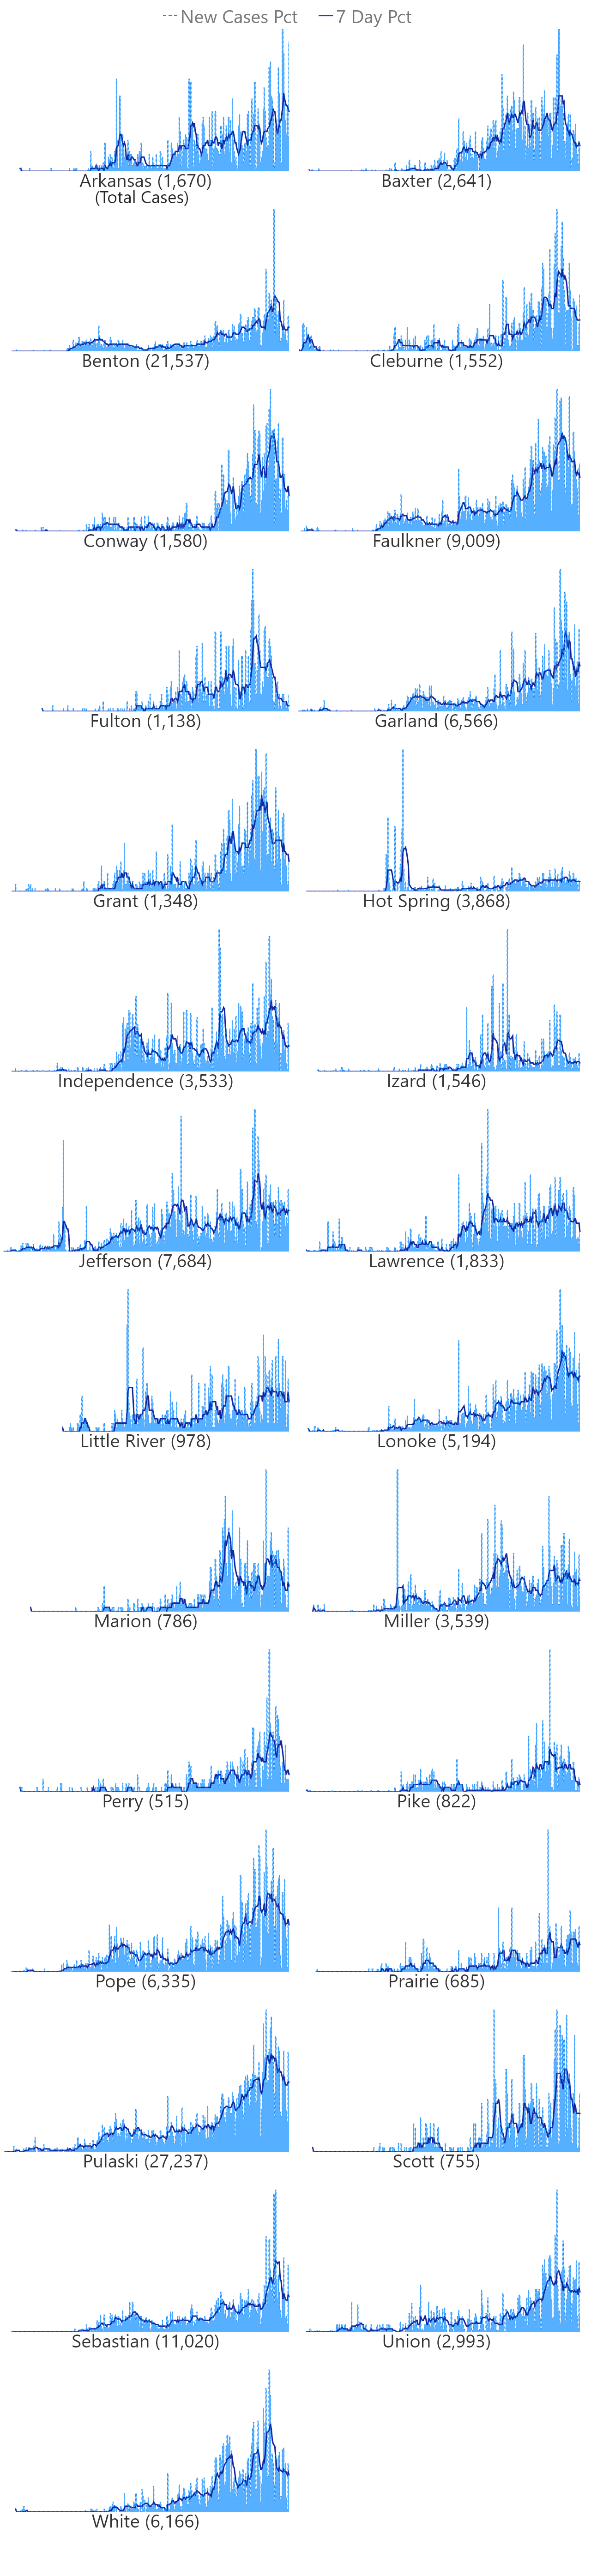 New Cases Pct 7 Day Pct
Arkansas (1,670) Baxter (2,641)
(Total Cases)
Benton (21,537) Cleburne (1,552)
Conway (1,580) Faulkner (9,009)
Fulton (1,138) Garland (6,566)
Grant (1,348) Hot Spring (3,868)
Independence (3,533) Izard (1,546)
Jefferson (7,684) Lawrence (1,833)
Little River (978) Lonoke (5,194)
Marion (786) Miller (3,539)
Perry (515) Pike (822)
Pope (6,335) Prairie (685)
Pulaski (27,237) Scott (755)
Sebastian (11,020) Union (2,993)
White (6,166)